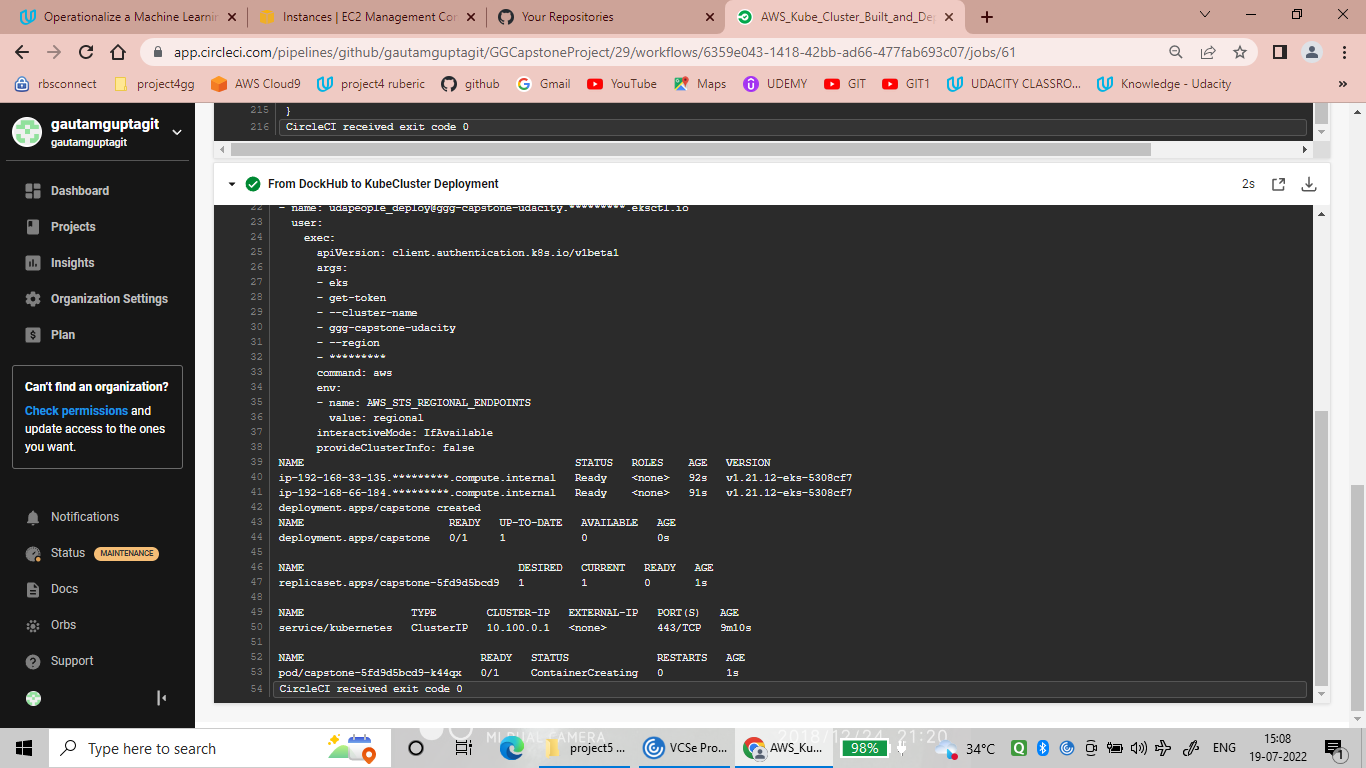 Operationalize a Machine Learnin
Instances | EC2 Management Con
Your Repositories
AWS_Kube_Cluster_Built_and_De
app.circleci.com/pipelines/github/gautamguptagit/GGCapstoneProject/29/workflows/6359e043-1418-42bb-ad66-477fab693c07/jobs/61
rbsconnect
project4gg
AWS Cloud9
project4 ruberic
github
Gmail
YouTube
Maps
UDEMY
GIT
GIT1
UDACITY CLASSRO...
Knowledge - Udacity
gautamguptagit
gautamguptagit
Dashboard
Projects
Insights
Organization Settings
Plan
Can't find an organization?
Check permissions and
update access to the ones
you want.
Notifications
Status MAINTENANCE
Docs
Orbs
Support
215 }
216 CircleCI received exit code 0
From DockHub to KubeCluster Deployment 2s
22 - name: udapeople_deploy@ggg-capstone-udacity.*********.eksctl.io
23 user:
24 exec:
25 apiVersion: client.authentication.k8s.io/v1beta1
26 args:
27 - eks
28 - get-token
29 - --cluster-name
30 - ggg-capstone-udacity
31 - --region
32 - *********
33 command: aws
34 env:
35 - name: AWS_STS_REGIONAL_ENDPOINTS
36 value: regional
37 interactiveMode: IfAvailable
38 provideClusterInfo: false
39 NAME STATUS ROLES AGE VERSION
40 ip-192-168-33-135.*********.compute.internal Ready <none> 92s v1.21.12-eks-5308cf7
41 ip-192-168-66-184.*********.compute.internal Ready <none> 91s v1.21.12-eks-5308cf7
42 deployment.apps/capstone created
43 NAME READY UP-TO-DATE AVAILABLE AGE
44 deployment.apps/capstone 0/1 1 0 0s
45
46 NAME DESIRED CURRENT READY AGE
47 replicaset.apps/capstone-5fd9d5bcd9 1 1 0 1s
48
49 NAME TYPE CLUSTER-IP EXTERNAL-IP PORT(S) AGE
50 service/kubernetes ClusterIP 10.100.0.1 <none> 443/TCP 9m10s
51
52 NAME READY STATUS RESTARTS AGE
53 pod/capstone-5fd9d5bcd9-k44qx 0/1 ContainerCreating 0 1s
54 CircleCI received exit code 0
Type here to search
project5 ...
VCSe Pro...
AWS_Ku...
98%
34°C
ENG
15:08
19-07-2022
1